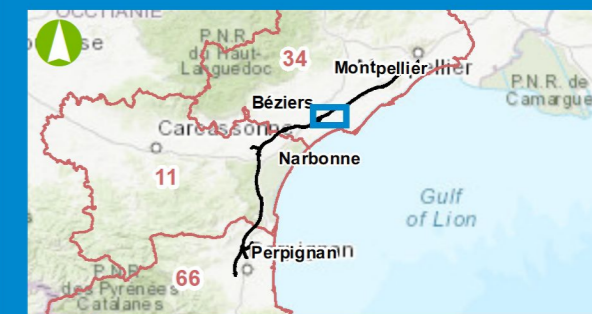 OCCITANIE
P.N.R.
du Haut-
Languedoc
34
Montpellier
P.N.R. de
Camargue
Béziers
Carcassonne
Narbonne
11
Gulf
of Lion
Perpignan
66
P.N.R.
des Pyrénées
Catalanes